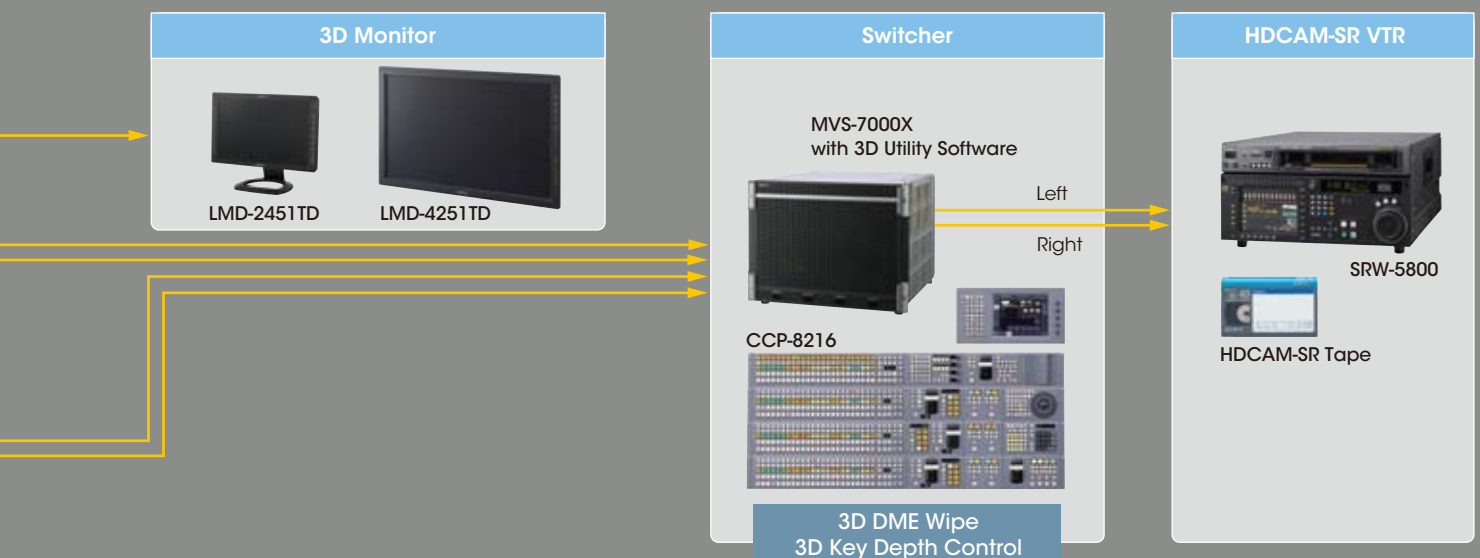 3D Monitor
LMD-2451TD
LMD-4251TD
Switcher
MVS-7000X
with 3D Utility Software
Left
Right
CCP-8216
3D DME Wipe
3D Key Depth Control
HDCAM-SR VTR
SRW-5800
HDCAM-SR Tape